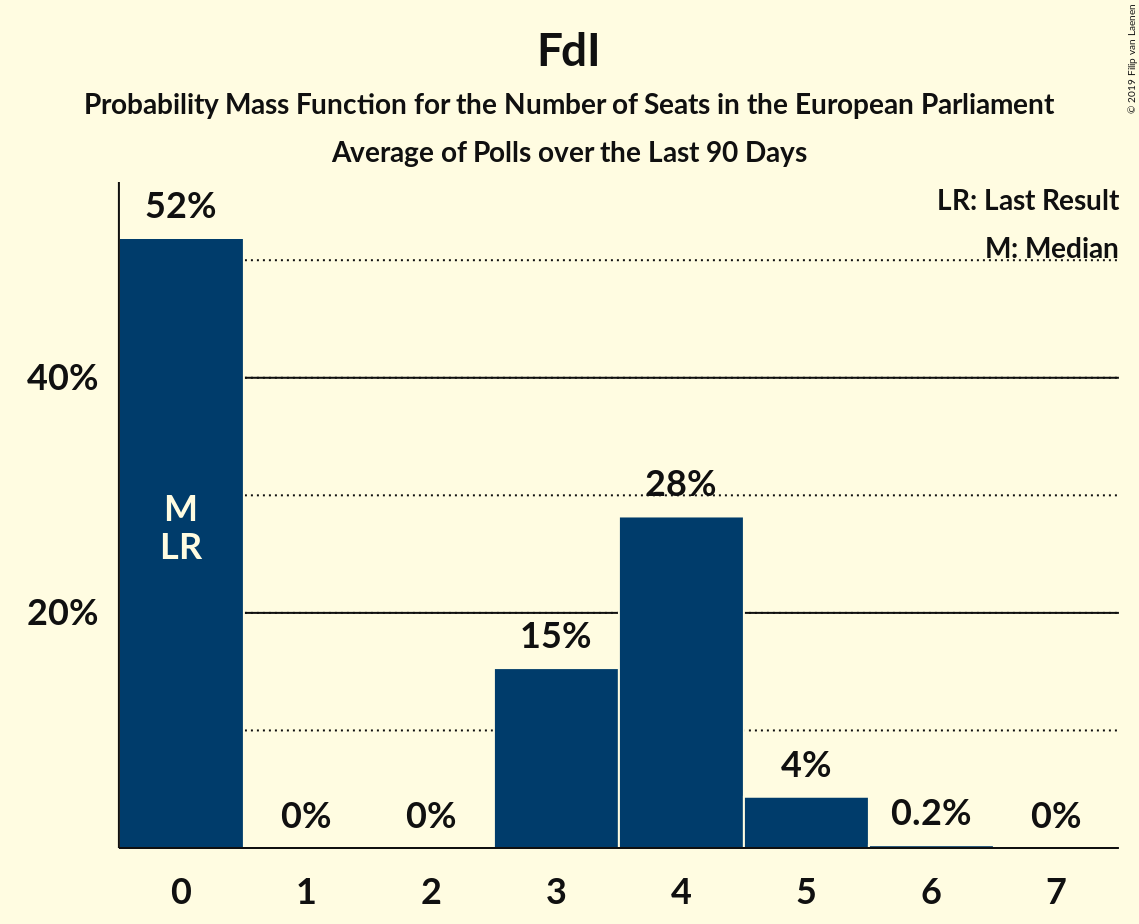 FdI
Probability Mass Function for the Number of Seats in the European Parliament
Average of Polls over the Last 90 Days
© 2019 Filip van Laenen
LR: Last Result
M: Median
52%
40%
20%
M
LR
0%
0%
15%
28%
4%
0.2%
0%
0
1
2
3
4
5
6
7